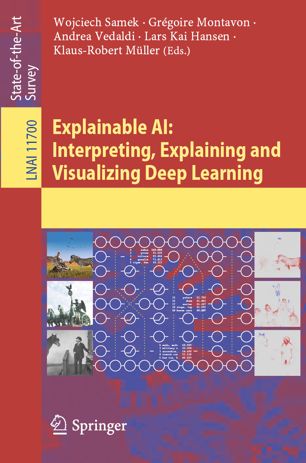 State-of-the-Art
Survey
LNAI 11700
Wojciech Samek · Grégoire Montavon ·
Andrea Vedaldi · Lars Kai Hansen ·
Klaus-Robert Müller (Eds.)
Explainable AI:
Interpreting, Explaining and
Visualizing Deep Learning
Springer